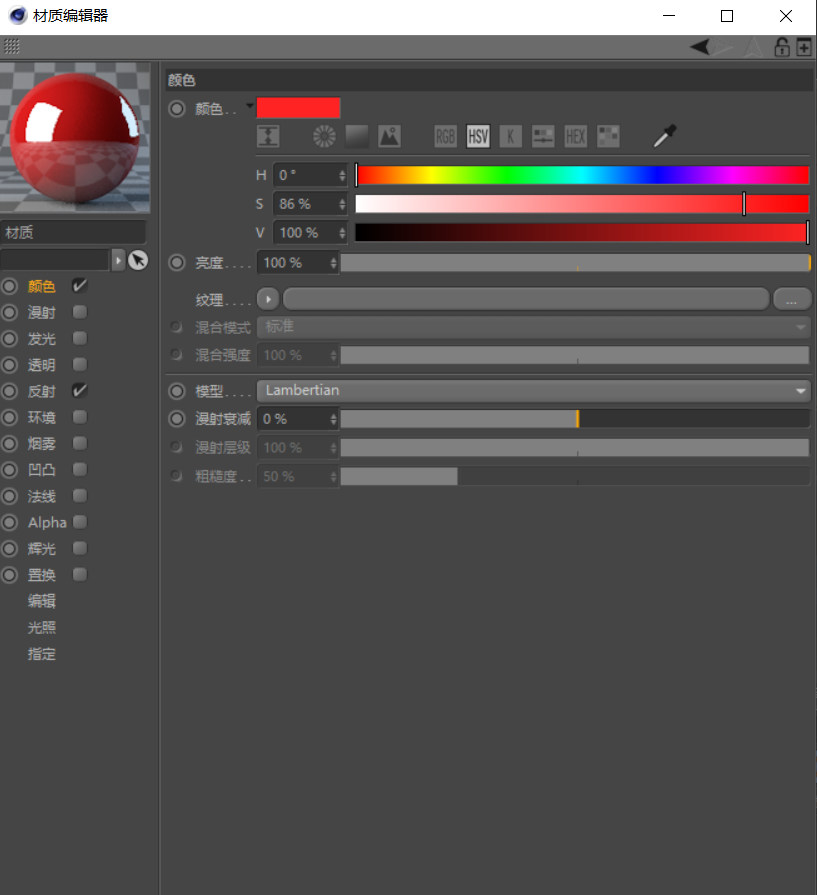 材质编辑器
材质
颜色
漫射
发光
透明
反射
环境
烟雾
凹凸
法线
Alpha
辉光
置换
编辑
光照
指定
颜色
颜色. .
RGB HSV K HEX
H 0 °
S 86 %
V 100 %
亮度. . . . 100 %
纹理. . . . ...
混合模式 标准
混合强度 100 %
模型. . . . Lambertian
漫射衰减 0 %
漫射层级 100 %
粗糙度. . 50 %